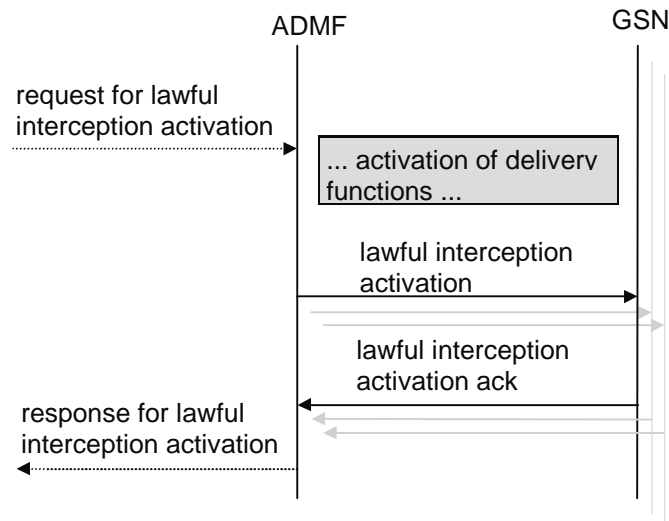 ADMF
GSN
request for lawful
interception activation
... activation of delivery
functions ...
lawful interception
activation
lawful interception
activation ack
response for lawful
interception activation